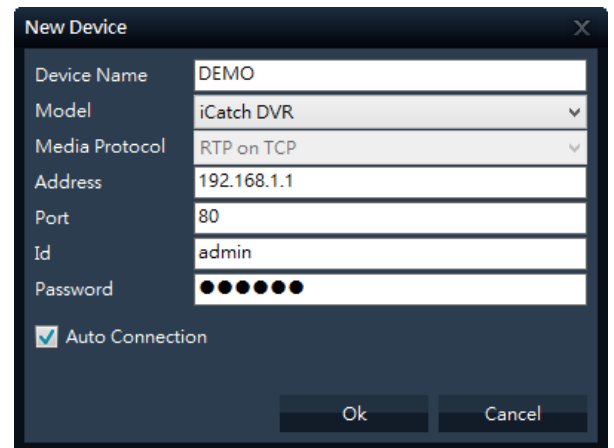 New Device X
Device Name DEMO
Model iCatch DVR
Media Protocol RTP on TCP
Address 192.168.1.1
Port 80
Id admin
Password ●●●●●●
Auto Connection
Ok Cancel